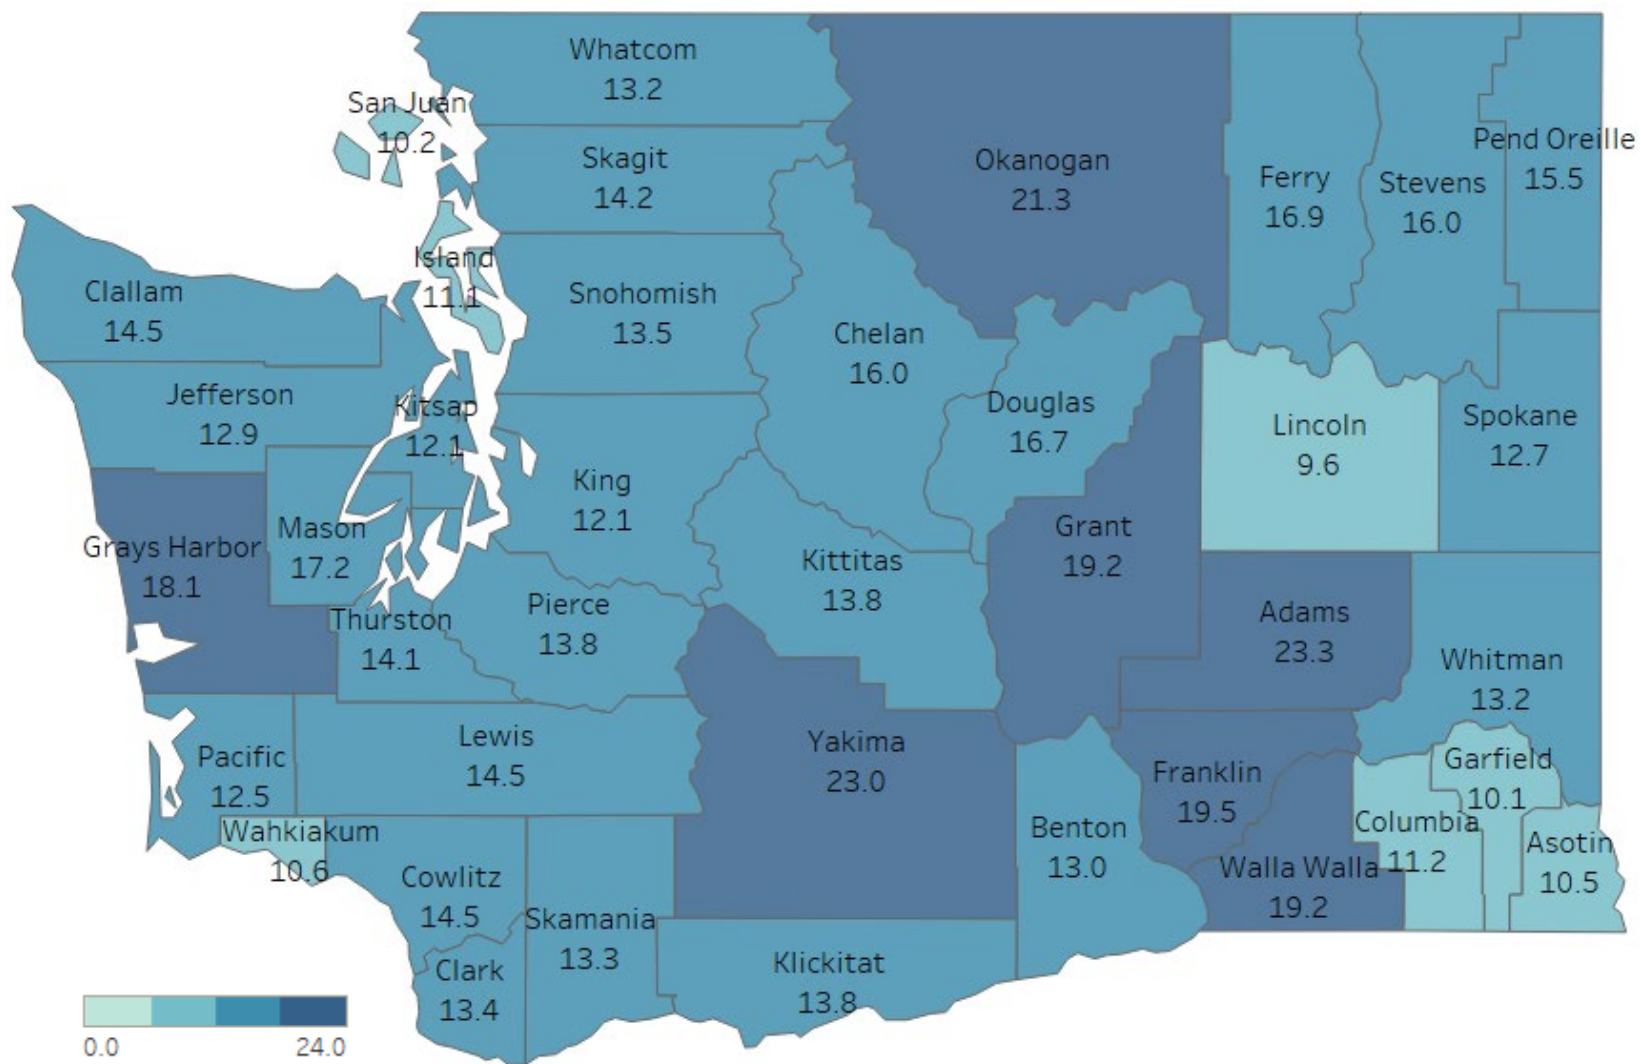 Whatcom
13.2
San Juan
10.2
Skagit
14.2
Okanogan
21.3
Ferry
16.9
Stevens
16.0
Pend Oreille
15.5
Island
11.1
Clallam
14.5
Snohomish
13.5
Chelan
16.0
Jefferson
12.9
Kitsap
12.1
Douglas
16.7
Lincoln
9.6
Spokane
12.7
King
12.1
Grays Harbor
18.1
Mason
17.2
Kittitas
13.8
Grant
19.2
Thurston
14.1
Pierce
13.8
Adams
23.3
Whitman
13.2
Pacific
12.5
Lewis
14.5
Yakima
23.0
Franklin
19.5
Garfield
10.1
Wahkiakum
10.6
Benton
13.0
Columbia
11.2
Asotin
10.5
Cowlitz
14.5
Walla Walla
19.2
Skamania
13.3
Clark
13.4
Klickitat
13.8
0.0 24.0